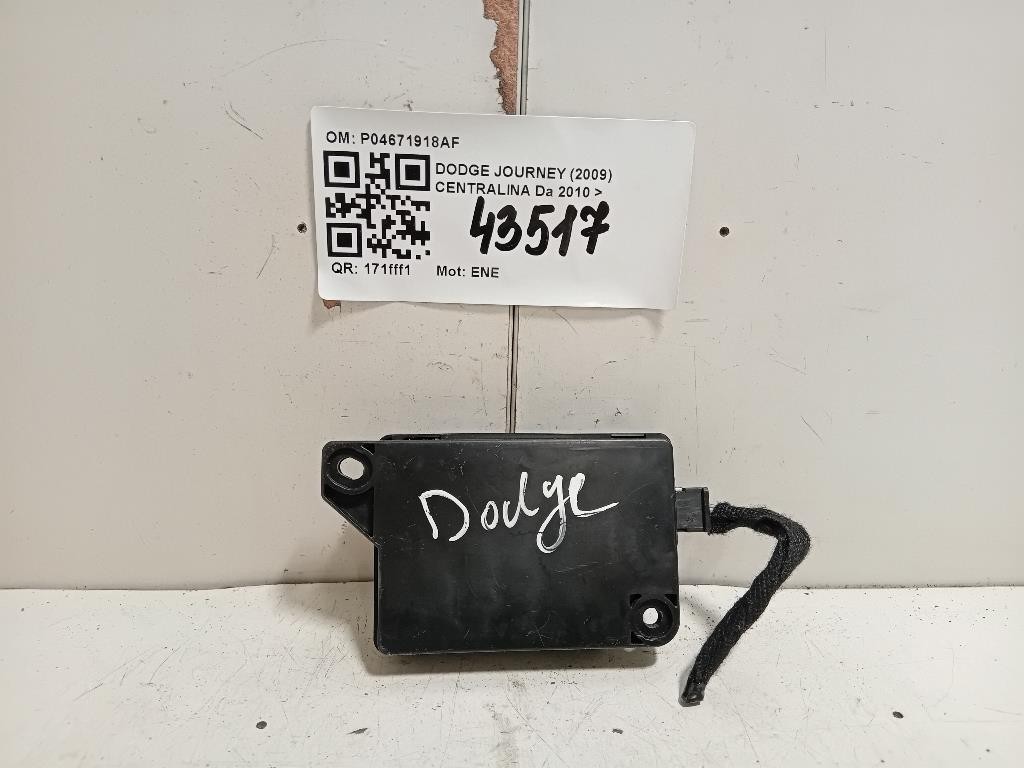 OM: P04671918AF
DODGE JOURNEY (2009)
CENTRALINA Da 2010 >
43517
QR: 171fff1 Mot: ENE
Dodge